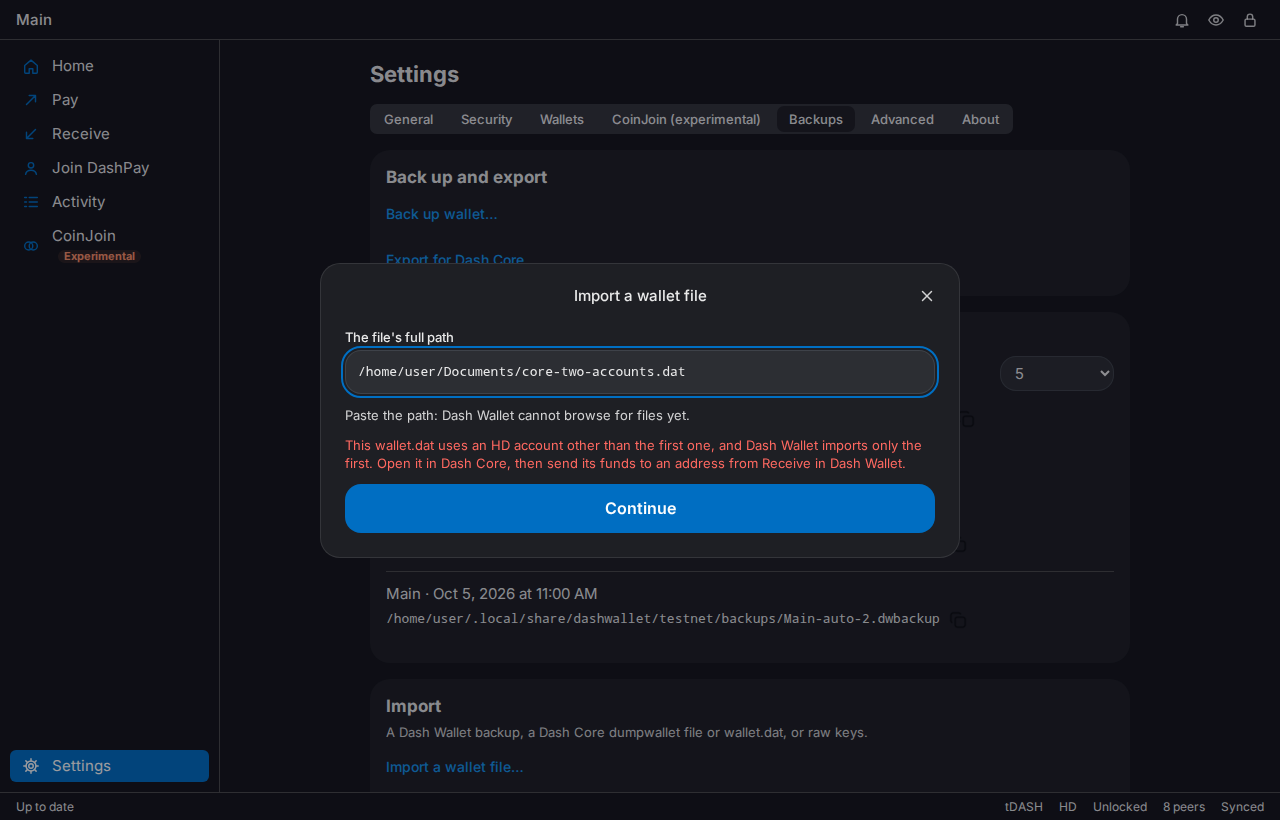 Main
Home
Pay
Receive
Join DashPay
Activity
CoinJoin
Experimental
Settings
Settings
General Security Wallets CoinJoin (experimental) Backups Advanced About
Back up and export
Back up wallet...
Export for Dash Core
Import a wallet file
The file's full path
/home/user/Documents/core-two-accounts.dat
Paste the path: Dash Wallet cannot browse for files yet.
This wallet.dat uses an HD account other than the first one, and Dash Wallet imports only the
first. Open it in Dash Core, then send its funds to an address from Receive in Dash Wallet.
Continue
5
Main · Oct 5, 2026 at 11:00 AM
/home/user/.local/share/dashwallet/testnet/backups/Main-auto-2.dwbackup
Import
A Dash Wallet backup, a Dash Core dumpwallet file or wallet.dat, or raw keys.
Import a wallet file...
Up to date
tDASH HD Unlocked 8 peers Synced